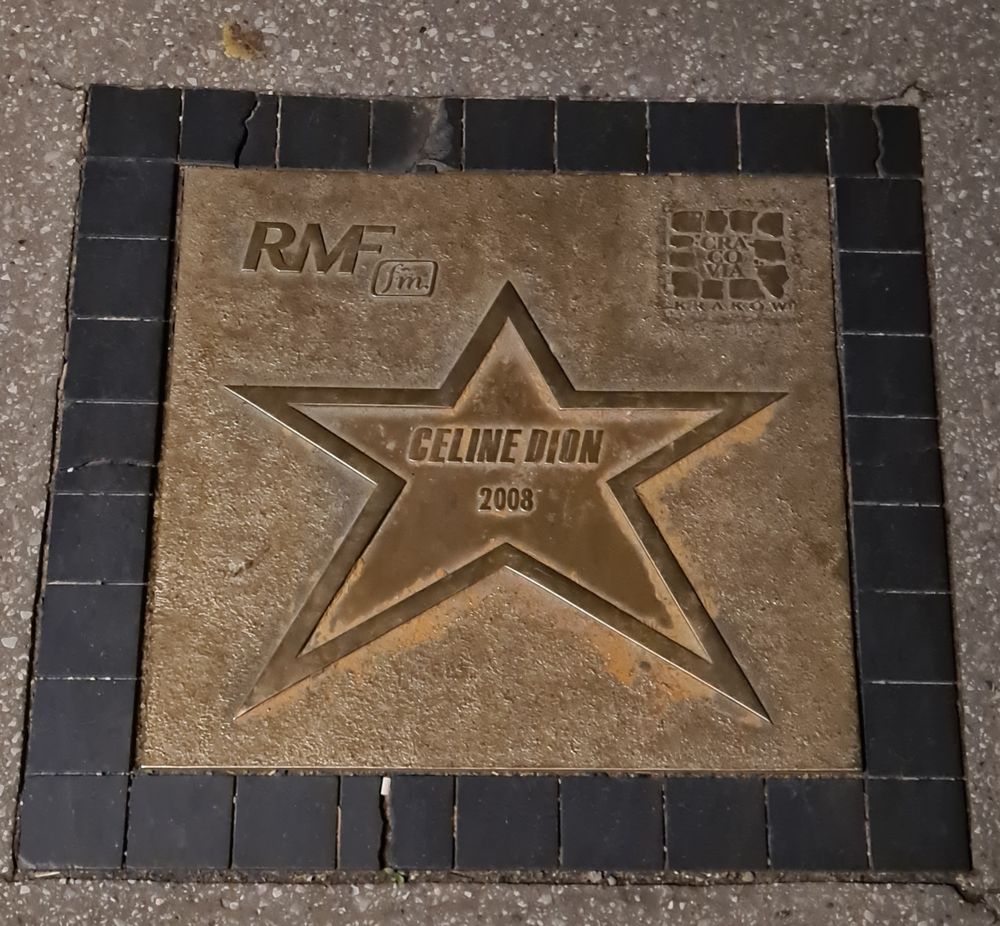 RMF
fm
CRA
CO
VIA
KRAKÓW
CELINE DION
2008